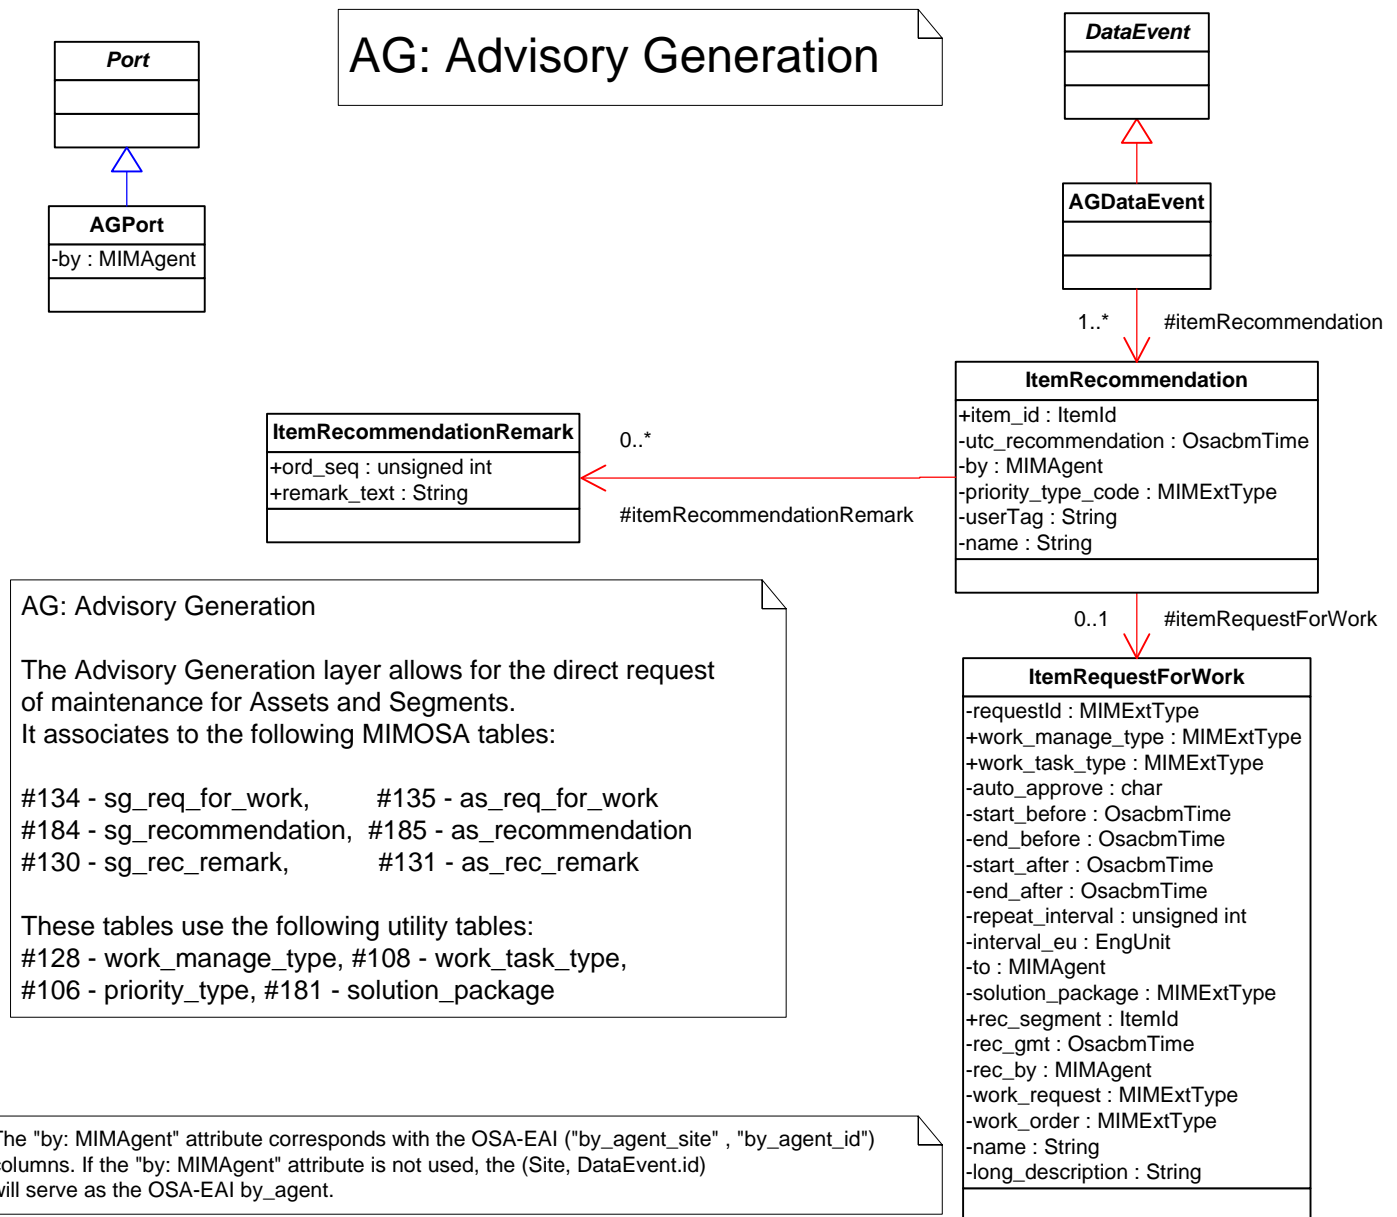 AG: Advisory Generation
Port
AGPort
-by : MIMAgent
DataEvent
AGDataEvent
1..*
#itemRecommendation
ItemRecommendation
+item_id : ItemId
-utc_recommendation : OsacbmTime
-by : MIMAgent
-priority_type_code : MIMExtType
-userTag : String
-name : String
ItemRecommendationRemark
+ord_seq : unsigned int
+remark_text : String
0..*
#itemRecommendationRemark
0..1
#itemRequestForWork
ItemRequestForWork
-requestId : MIMExtType
+work_manage_type : MIMExtType
+work_task_type : MIMExtType
-auto_approve : char
-start_before : OsacbmTime
-end_before : OsacbmTime
-start_after : OsacbmTime
-end_after : OsacbmTime
-repeat_interval : unsigned int
-interval_eu : EngUnit
-to : MIMAgent
-solution_package : MIMExtType
+rec_segment : ItemId
-rec_gmt : OsacbmTime
-rec_by : MIMAgent
-work_request : MIMExtType
-work_order : MIMExtType
-name : String
-long_description : String
AG: Advisory Generation
The Advisory Generation layer allows for the direct request
of maintenance for Assets and Segments.
It associates to the following MIMOSA tables:
#134 - sg_req_for_work, #135 - as_req_for_work
#184 - sg_recommendation, #185 - as_recommendation
#130 - sg_rec_remark, #131 - as_rec_remark
These tables use the following utility tables:
#128 - work_manage_type, #108 - work_task_type,
#106 - priority_type, #181 - solution_package
The "by: MIMAgent" attribute corresponds with the OSA-EAI ("by_agent_site" , "by_agent_id")
columns. If the "by: MIMAgent" attribute is not used, the (Site, DataEvent.id)
will serve as the OSA-EAI by_agent.